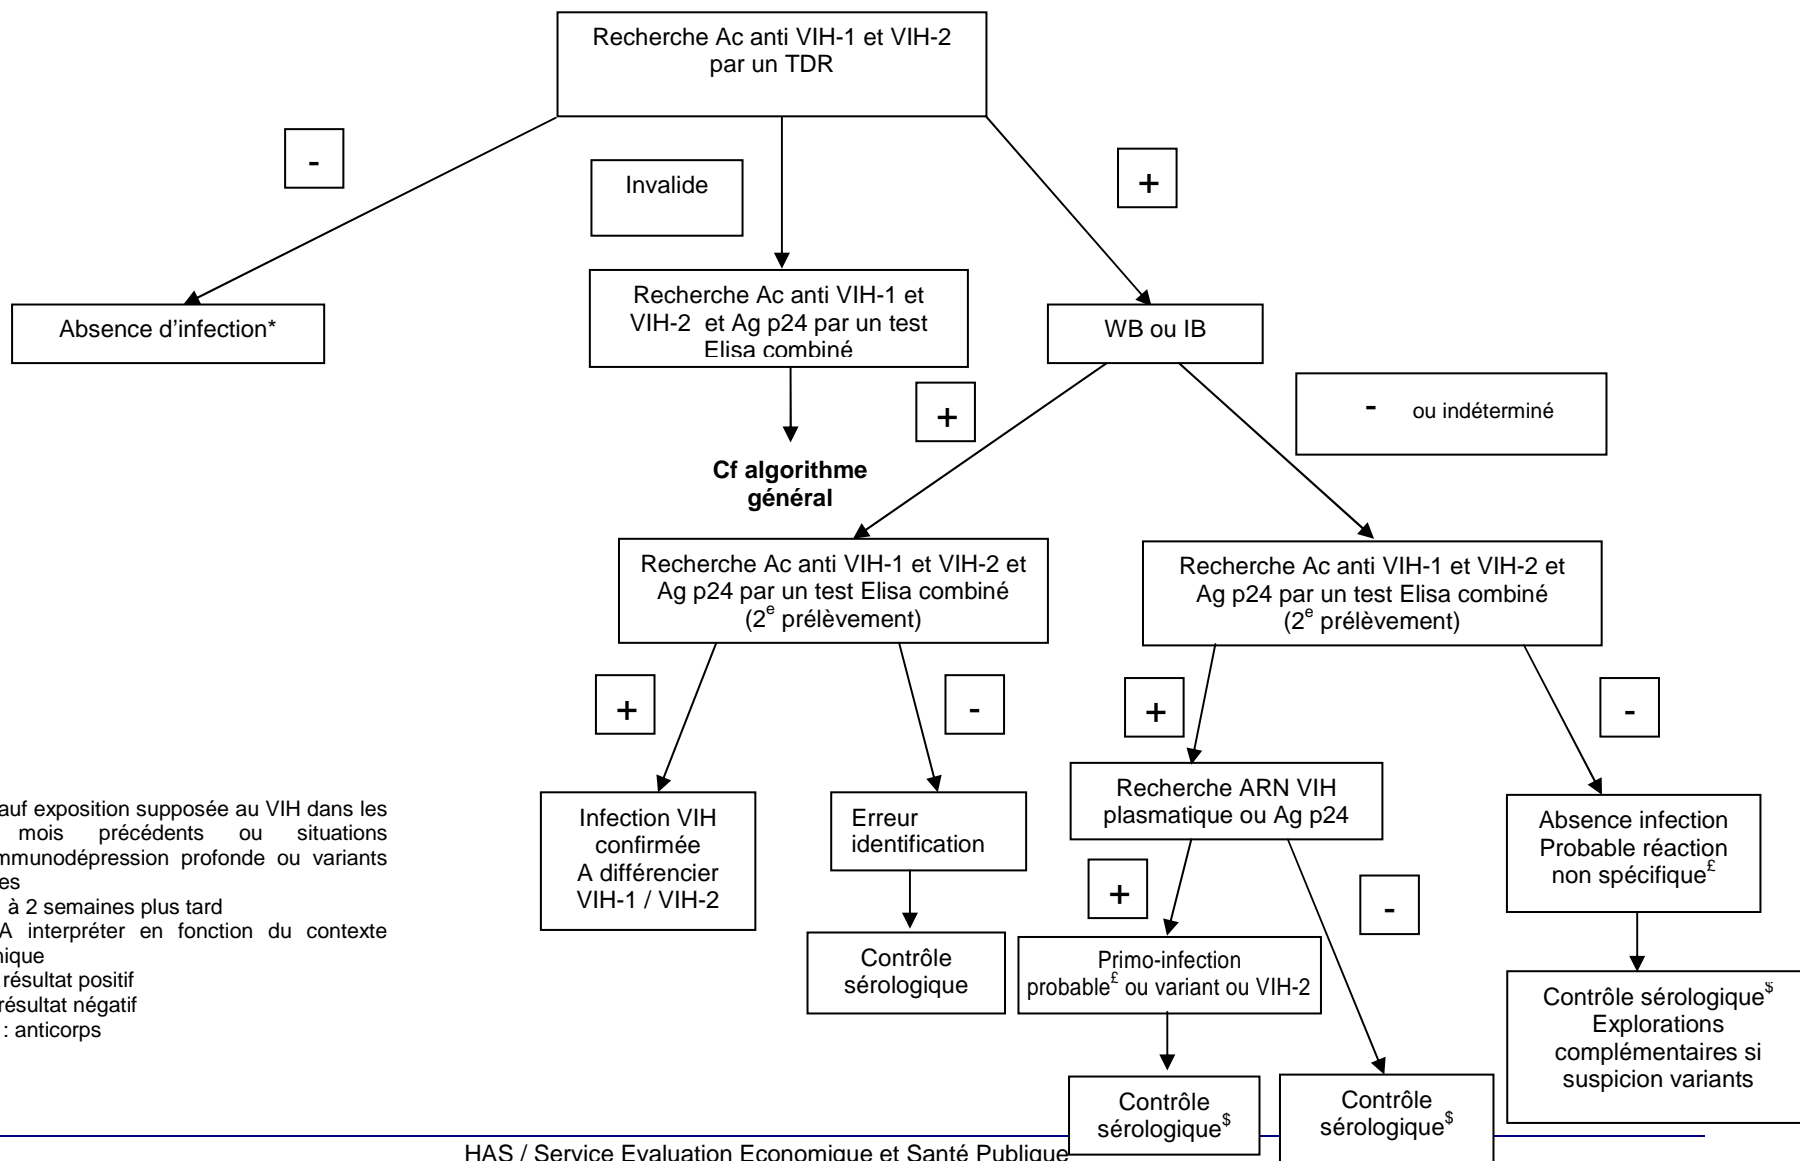 Recherche Ac anti VIH-1 et VIH-2
par un TDR
-
Invalide
+
Absence d'infection*
Recherche Ac anti VIH-1 et
VIH-2 et Ag p24 par un test
Elisa combiné
WB ou IB
+
- ou indéterminé
Cf algorithme
général
Recherche Ac anti VIH-1 et VIH-2 et
Ag p24 par un test Elisa combiné
(2e prélèvement)
Recherche Ac anti VIH-1 et VIH-2 et
Ag p24 par un test Elisa combiné
(2e prélèvement)
+
-
+
-
Infection VIH
confirmée
A différencier
VIH-1 / VIH-2
Erreur
identification
Recherche ARN VIH
plasmatique ou Ag p24
Absence infection
Probable réaction
non spécifique£
+
-
Contrôle
sérologique
Primo-infection
probable£ ou variant ou VIH-2
Contrôle sérologique$
Explorations
complémentaires si
suspicion variants
Contrôle
sérologique$
Contrôle
sérologique$
auf exposition supposée au VIH dans les
mois précédents ou situations
mmunodépression profonde ou variants
es
à 2 semaines plus tard
A interpréter en fonction du contexte
nique
résultat positif
résultat négatif
: anticorps
HAS / Service Evaluation Economique et Santé Publique